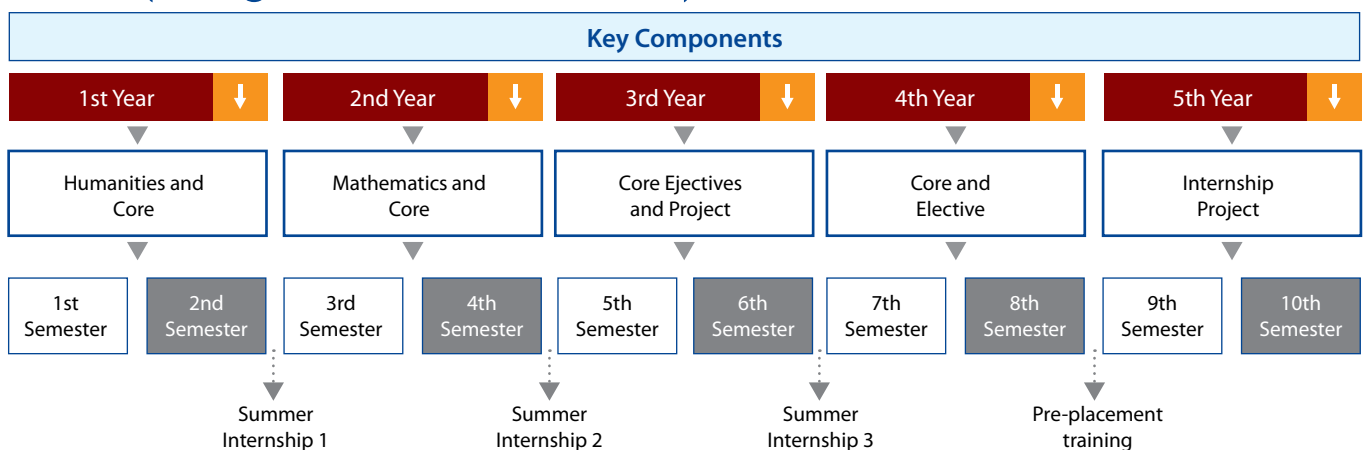 Key Components
1st Year
2nd Year
3rd Year
4th Year
5th Year
Humanities and
Core
Mathematics and
Core
Core Ejectives
and Project
Core and
Elective
Internship
Project
1st
Semester
2nd
Semester
3rd
Semester
4th
Semester
5th
Semester
6th
Semester
7th
Semester
8th
Semester
9th
Semester
10th
Semester
Summer
Internship 1
Summer
Internship 2
Summer
Internship 3
Pre-placement
training